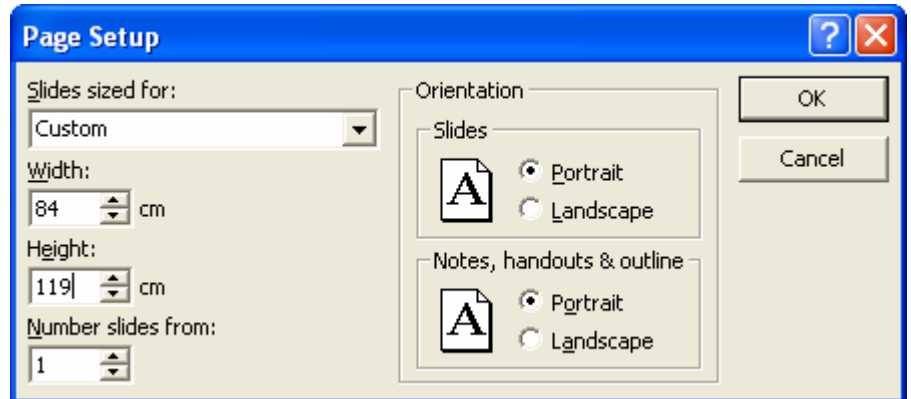 Page Setup
Slides sized for:
Custom
Width:
84 cm
Height:
119 cm
Number slides from:
1
Orientation
Slides
A
Portrait
Landscape
Notes, handouts & outline
A
Portrait
Landscape
OK
Cancel